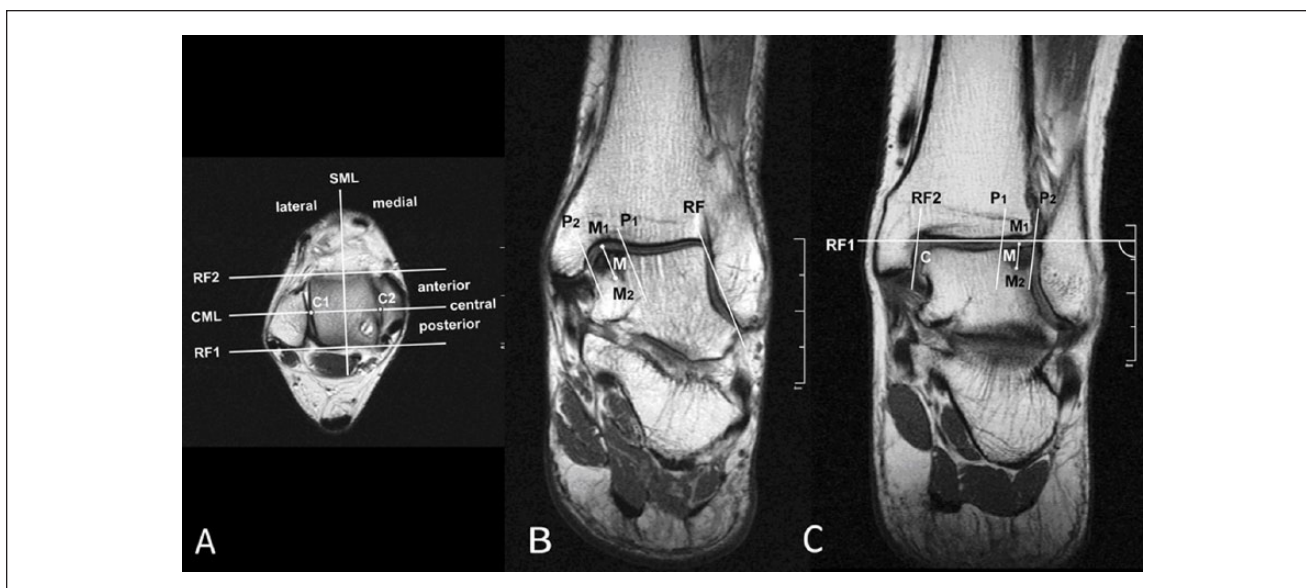 SML
lateral medial
RF2
anterior
C1 C2
central
CML
posterior
RF1
A
RF
P2 M1 P1
M
M2
B
RF2 P1 P2
M1
RF1
C M
M2
C